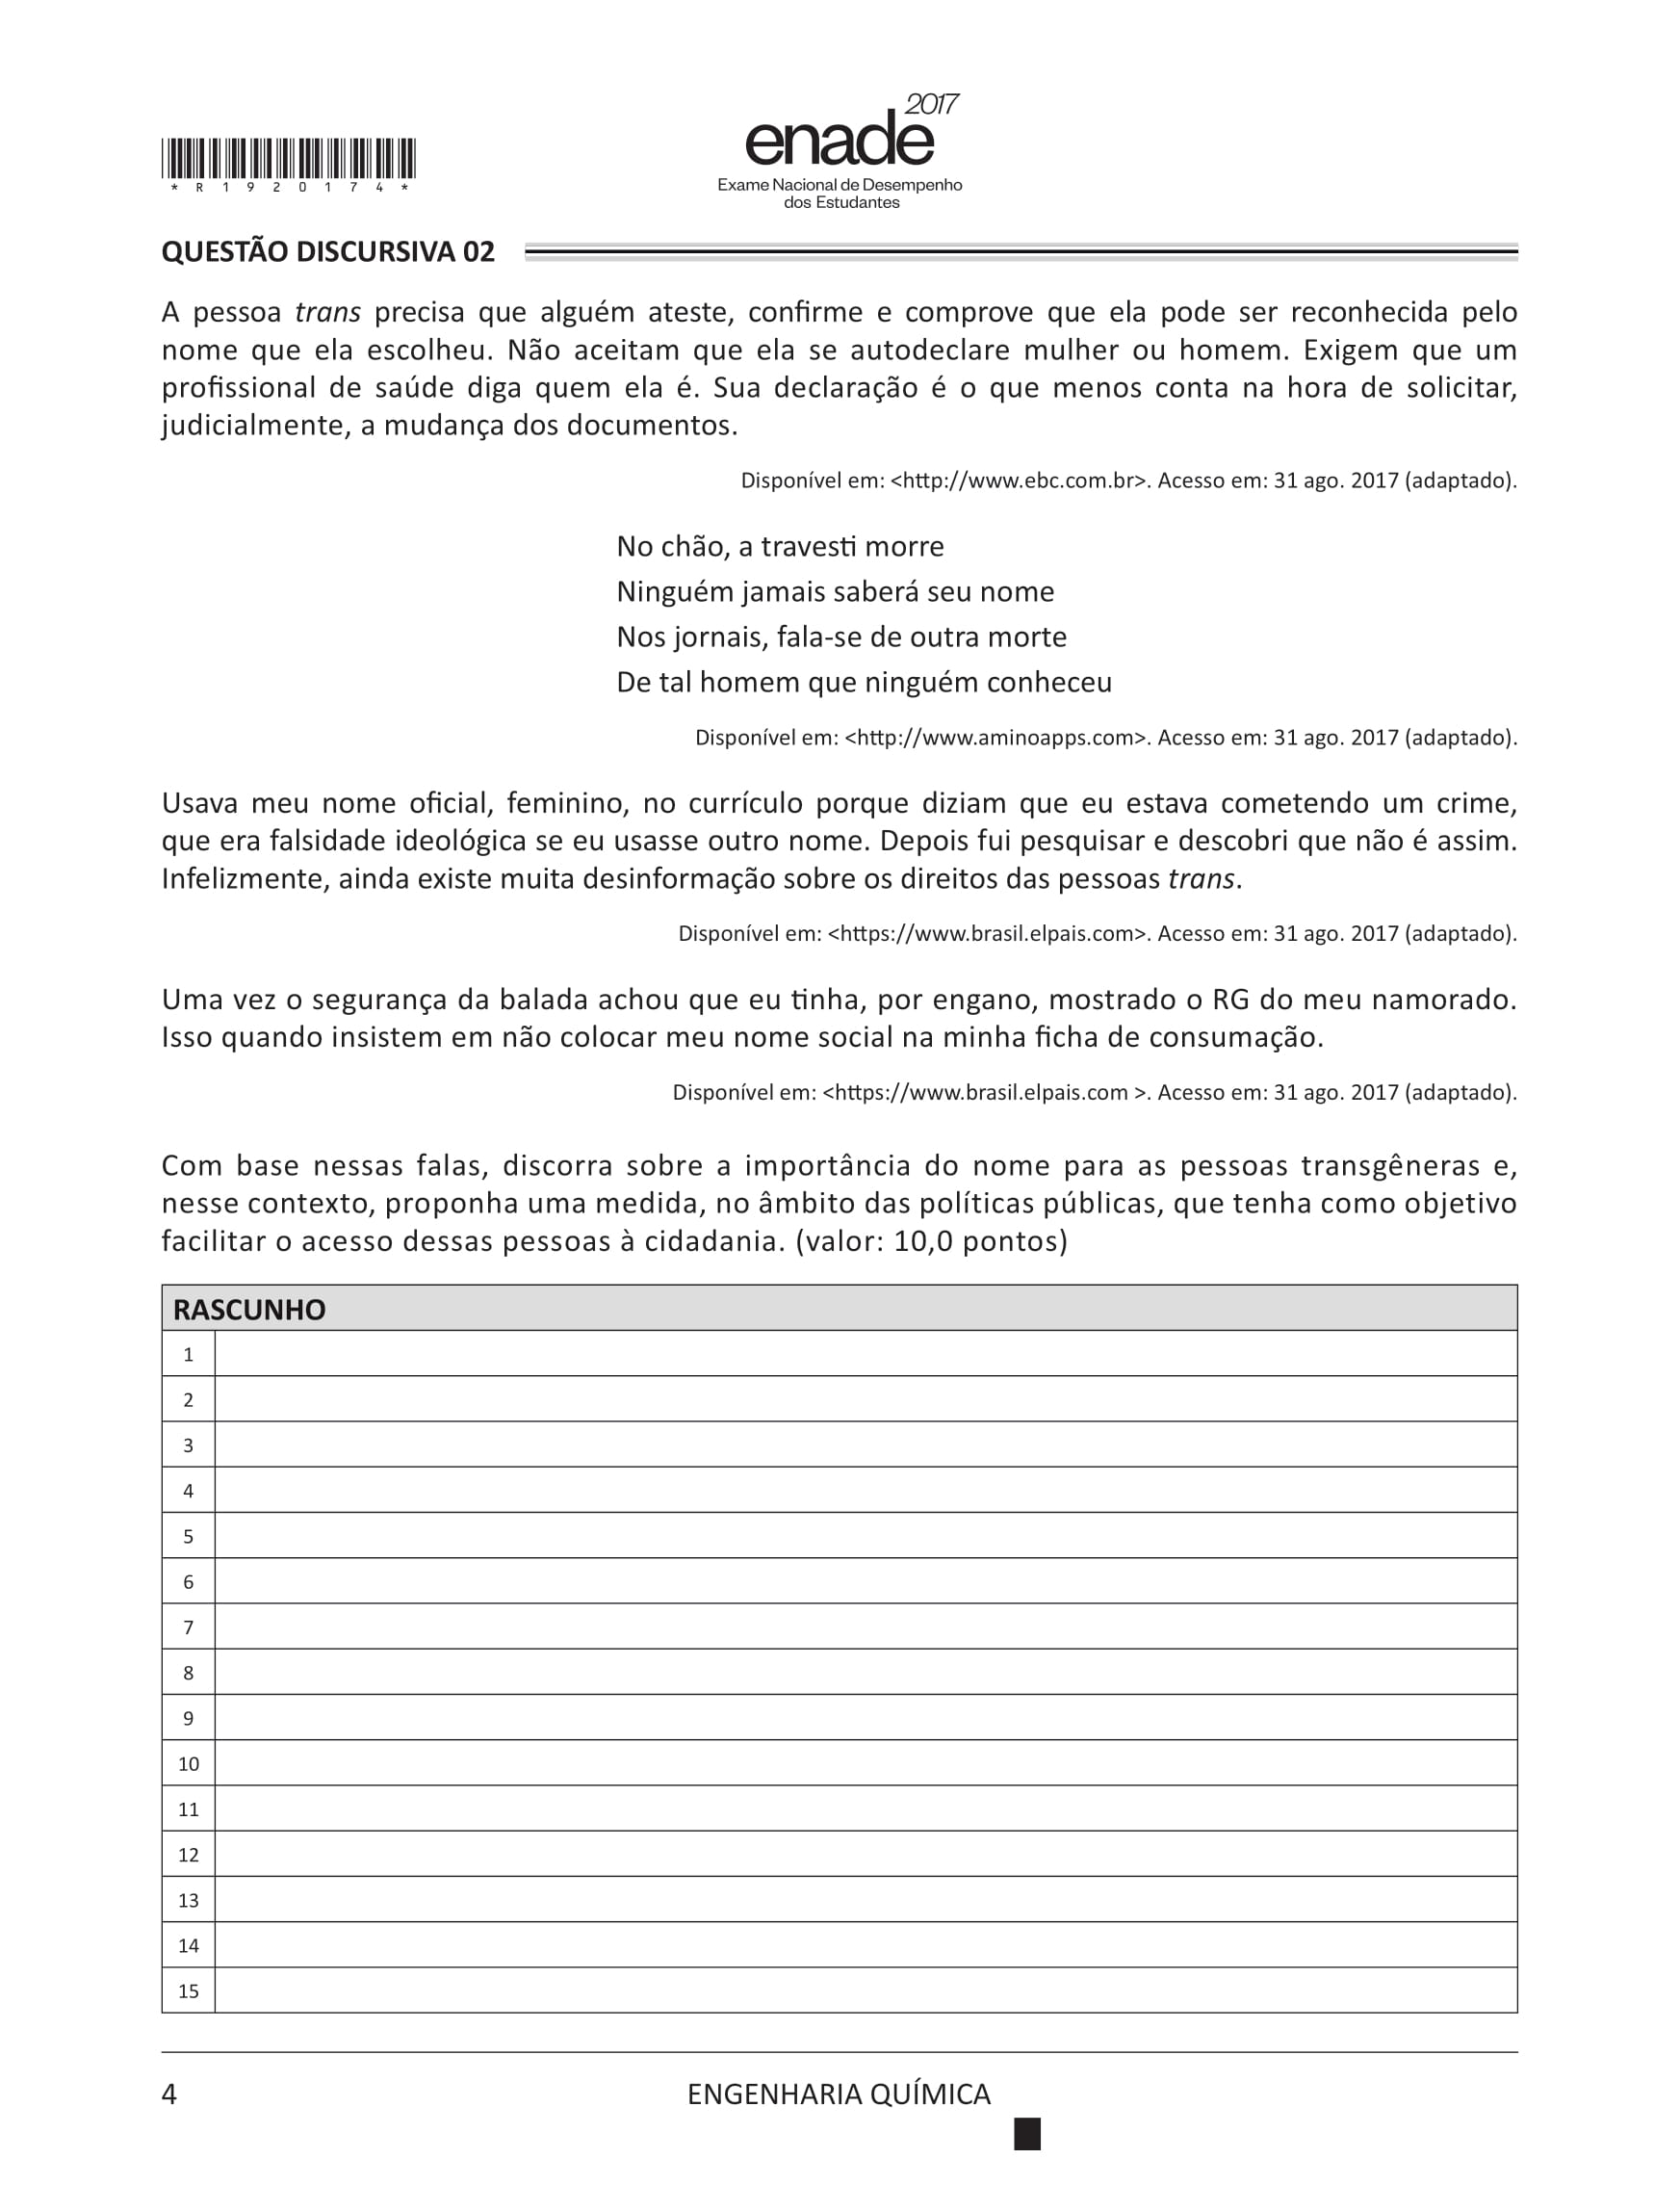 2017
enade
Exame Nacional de Desempenho
dos Estudantes
* R 1 9 2 0 1 7 4 *
QUESTÃO DISCURSIVA 02
A pessoa trans precisa que alguém ateste, confirme e comprove que ela pode ser reconhecida pelo
nome que ela escolheu. Não aceitam que ela se autodeclare mulher ou homem. Exigem que um
profissional de saúde diga quem ela é. Sua declaração é o que menos conta na hora de solicitar,
judicialmente, a mudança dos documentos.
Disponível em: <http://www.ebc.com.br>. Acesso em: 31 ago. 2017 (adaptado).
No chão, a travesti morre
Ninguém jamais saberá seu nome
Nos jornais, fala-se de outra morte
De tal homem que ninguém conheceu
Disponível em: <http://www.aminoapps.com>. Acesso em: 31 ago. 2017 (adaptado).
Usava meu nome oficial, feminino, no currículo porque diziam que eu estava cometendo um crime,
que era falsidade ideológica se eu usasse outro nome. Depois fui pesquisar e descobri que não é assim.
Infelizmente, ainda existe muita desinformação sobre os direitos das pessoas trans.
Disponível em: <https://www.brasil.elpais.com>. Acesso em: 31 ago. 2017 (adaptado).
Uma vez o segurança da balada achou que eu tinha, por engano, mostrado o RG do meu namorado.
Isso quando insistem em não colocar meu nome social na minha ficha de consumação.
Disponível em: <https://www.brasil.elpais.com >. Acesso em: 31 ago. 2017 (adaptado).
Com base nessas falas, discorra sobre a importância do nome para as pessoas transgêneras e,
nesse contexto, proponha uma medida, no âmbito das políticas públicas, que tenha como objetivo
facilitar o acesso dessas pessoas à cidadania. (valor: 10,0 pontos)
RASCUNHO
1
2
3
4
5
6
7
8
9
10
11
12
13
14
15
4
ENGENHARIA QUÍMICA